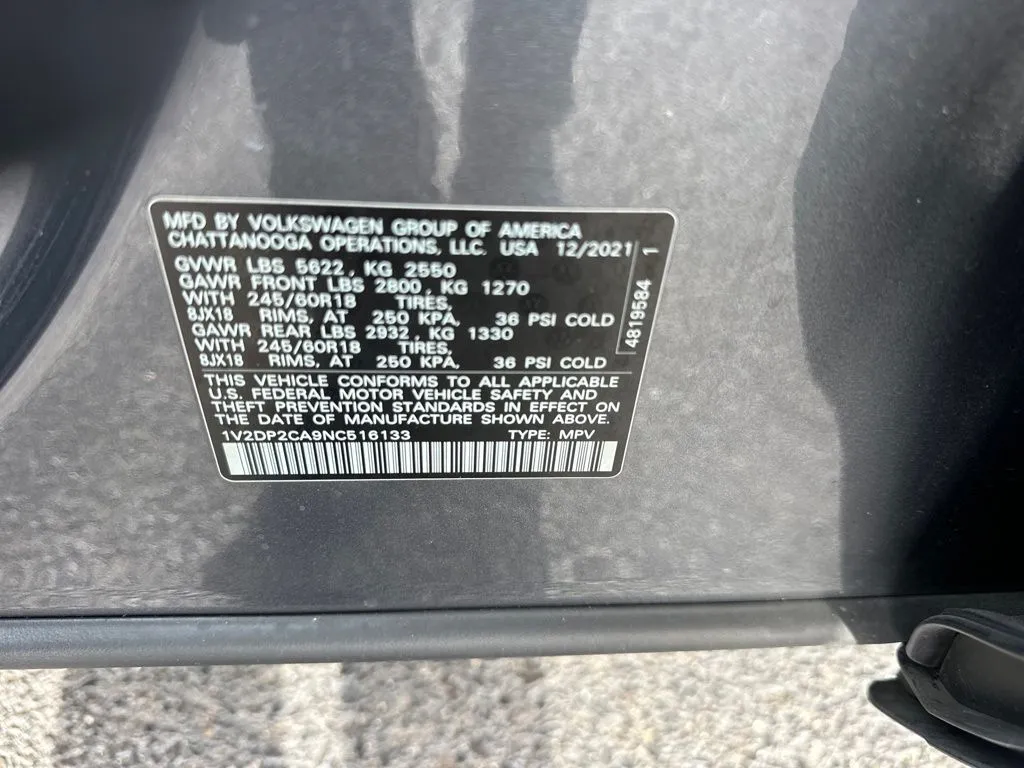 MFD BY VOLKSWAGEN GROUP OF AMERICA
CHATTANOOGA OPERATIONS, LLC. USA 12/2021
GVWR LBS 5622, KG 2550
GAWR FRONT LBS 2800, KG 1270
WITH 245/60R18 TIRES,
8JX18 RIMS, AT 250 KPA, 36 PSI COLD
GAWR REAR LBS 2932, KG 1330
WITH 245/60R18 TIRES,
8JX18 RIMS, AT 250 KPA, 36 PSI COLD
4819584 1
THIS VEHICLE CONFORMS TO ALL APPLICABLE
U.S. FEDERAL MOTOR VEHICLE SAFETY AND
THEFT PREVENTION STANDARDS IN EFFECT ON
THE DATE OF MANUFACTURE SHOWN ABOVE.
1V2DP2CA9NC516133 TYPE: MPV